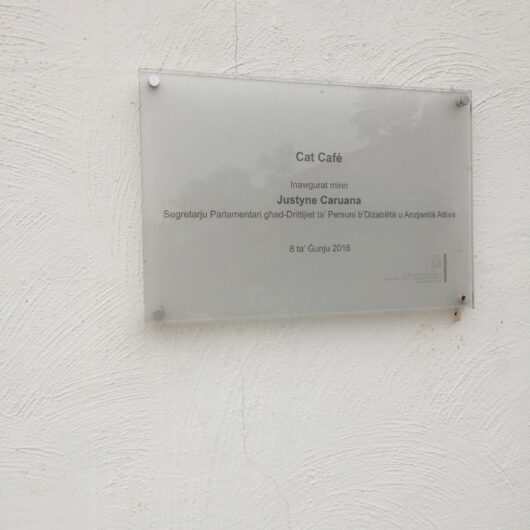 Cat Café
Inawgurat minn
Justyne Caruana
Segretarju Parlamentari għad-Drittijiet ta' Persuni b'Diżabilità u Anzjanità Attiva
8 ta' Ġunju 2016